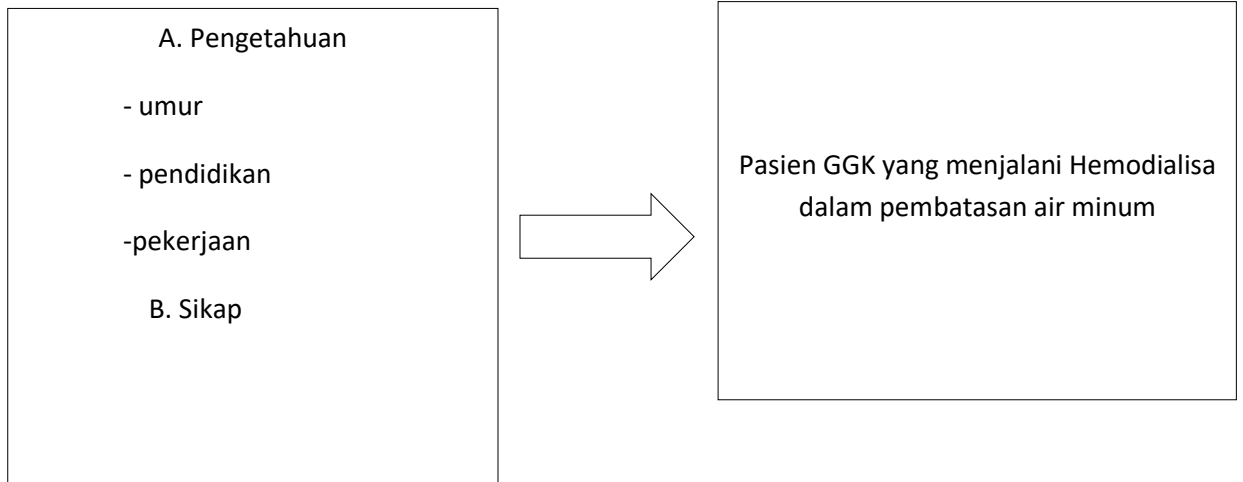 A. Pengetahuan
- umur
- pendidikan
-pekerjaan
B. Sikap
Pasien GGK yang menjalani Hemodialisa
dalam pembatasan air minum